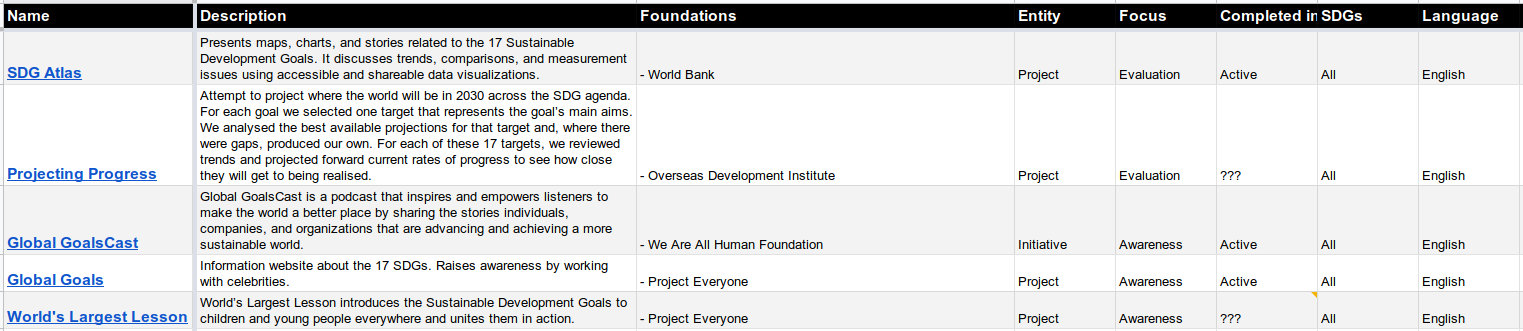 Name Description Foundations Entity Focus Completed in SDGs Language
Presents maps, charts, and stories related to the 17 Sustainable
Development Goals. It discusses trends, comparisons, and measurement
SDG Atlas issues using accessible and shareable data visualizations. - World Bank Project Evaluation Active All English
Attempt to project where the world will be in 2030 across the SDG agenda.
For each goal we selected one target that represents the goal's main aims.
We analysed the best available projections for that target and, where there
were gaps, produced our own. For each of these 17 targets, we reviewed
trends and projected forward current rates of progress to see how close
Projecting Progress they will get to being realised. - Overseas Development Institute Project Evaluation ??? All English
Global GoalsCast is a podcast that inspires and empowers listeners to
make the world a better place by sharing the stories individuals,
companies, and organizations that are advancing and achieving a more
Global GoalsCast sustainable world. - We Are All Human Foundation Initiative Awareness Active All English
Information website about the 17 SDGs. Raises awareness by working
Global Goals with celebrities. - Project Everyone Project Awareness Active All English
World's Largest Lesson introduces the Sustainable Development Goals to
World's Largest Lesson children and young people everywhere and unites them in action. - Project Everyone Project Awareness ??? All English